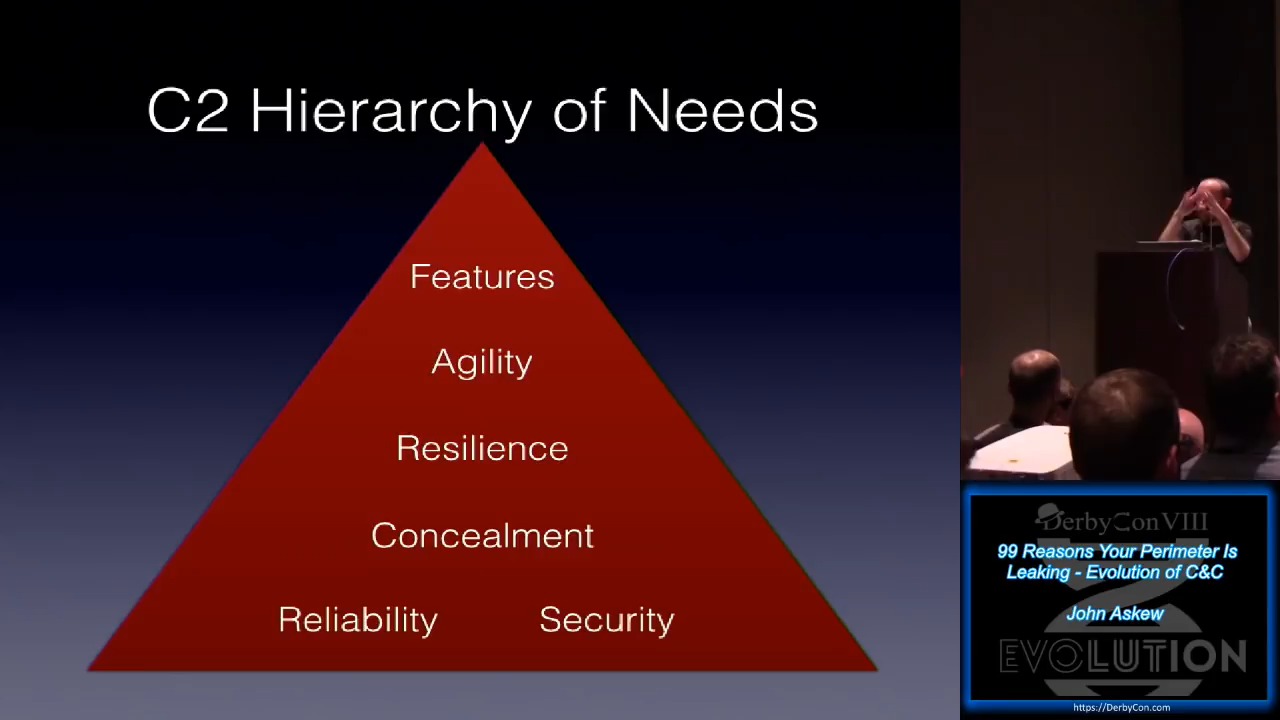 C2 Hierarchy of Needs
Features
Agility
Resilience
Concealment
Reliability Security
DerbyCon VIII
99 Reasons Your Perimeter Is
Leaking - Evolution of C&C
John Askew
EVOLUTION
https://DerbyCon.com